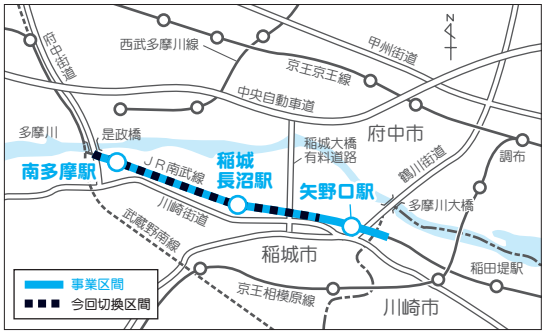 N
府中街道
西武多摩川線
甲州街道
京王京王線
中央自動車道
多摩川
是政橋
稲城大橋
有料道路
府中市
調布
南多摩駅
JR南武線
稲城
長沼駅
鶴川街道
矢野口駅
多摩川大橋
川崎街道
武蔵野南線
稲城市
稲田堤駅
京王相模原線
川崎市
事業区間
今回切換区間